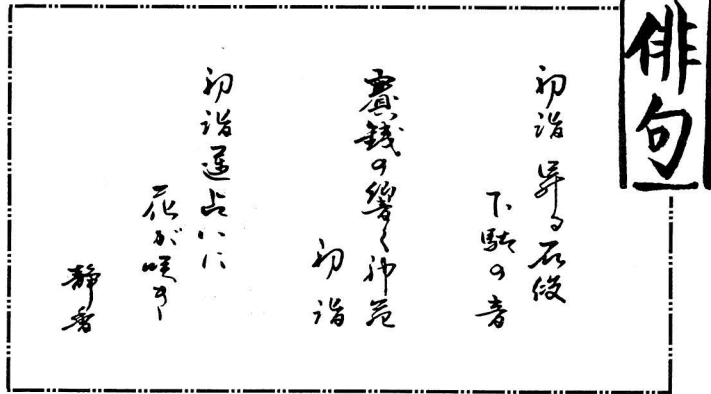 俳句
初詣昇る石段
下駄の音
賽銭の響く神苑
初詣
初詣運占いに
花が咲き
静香